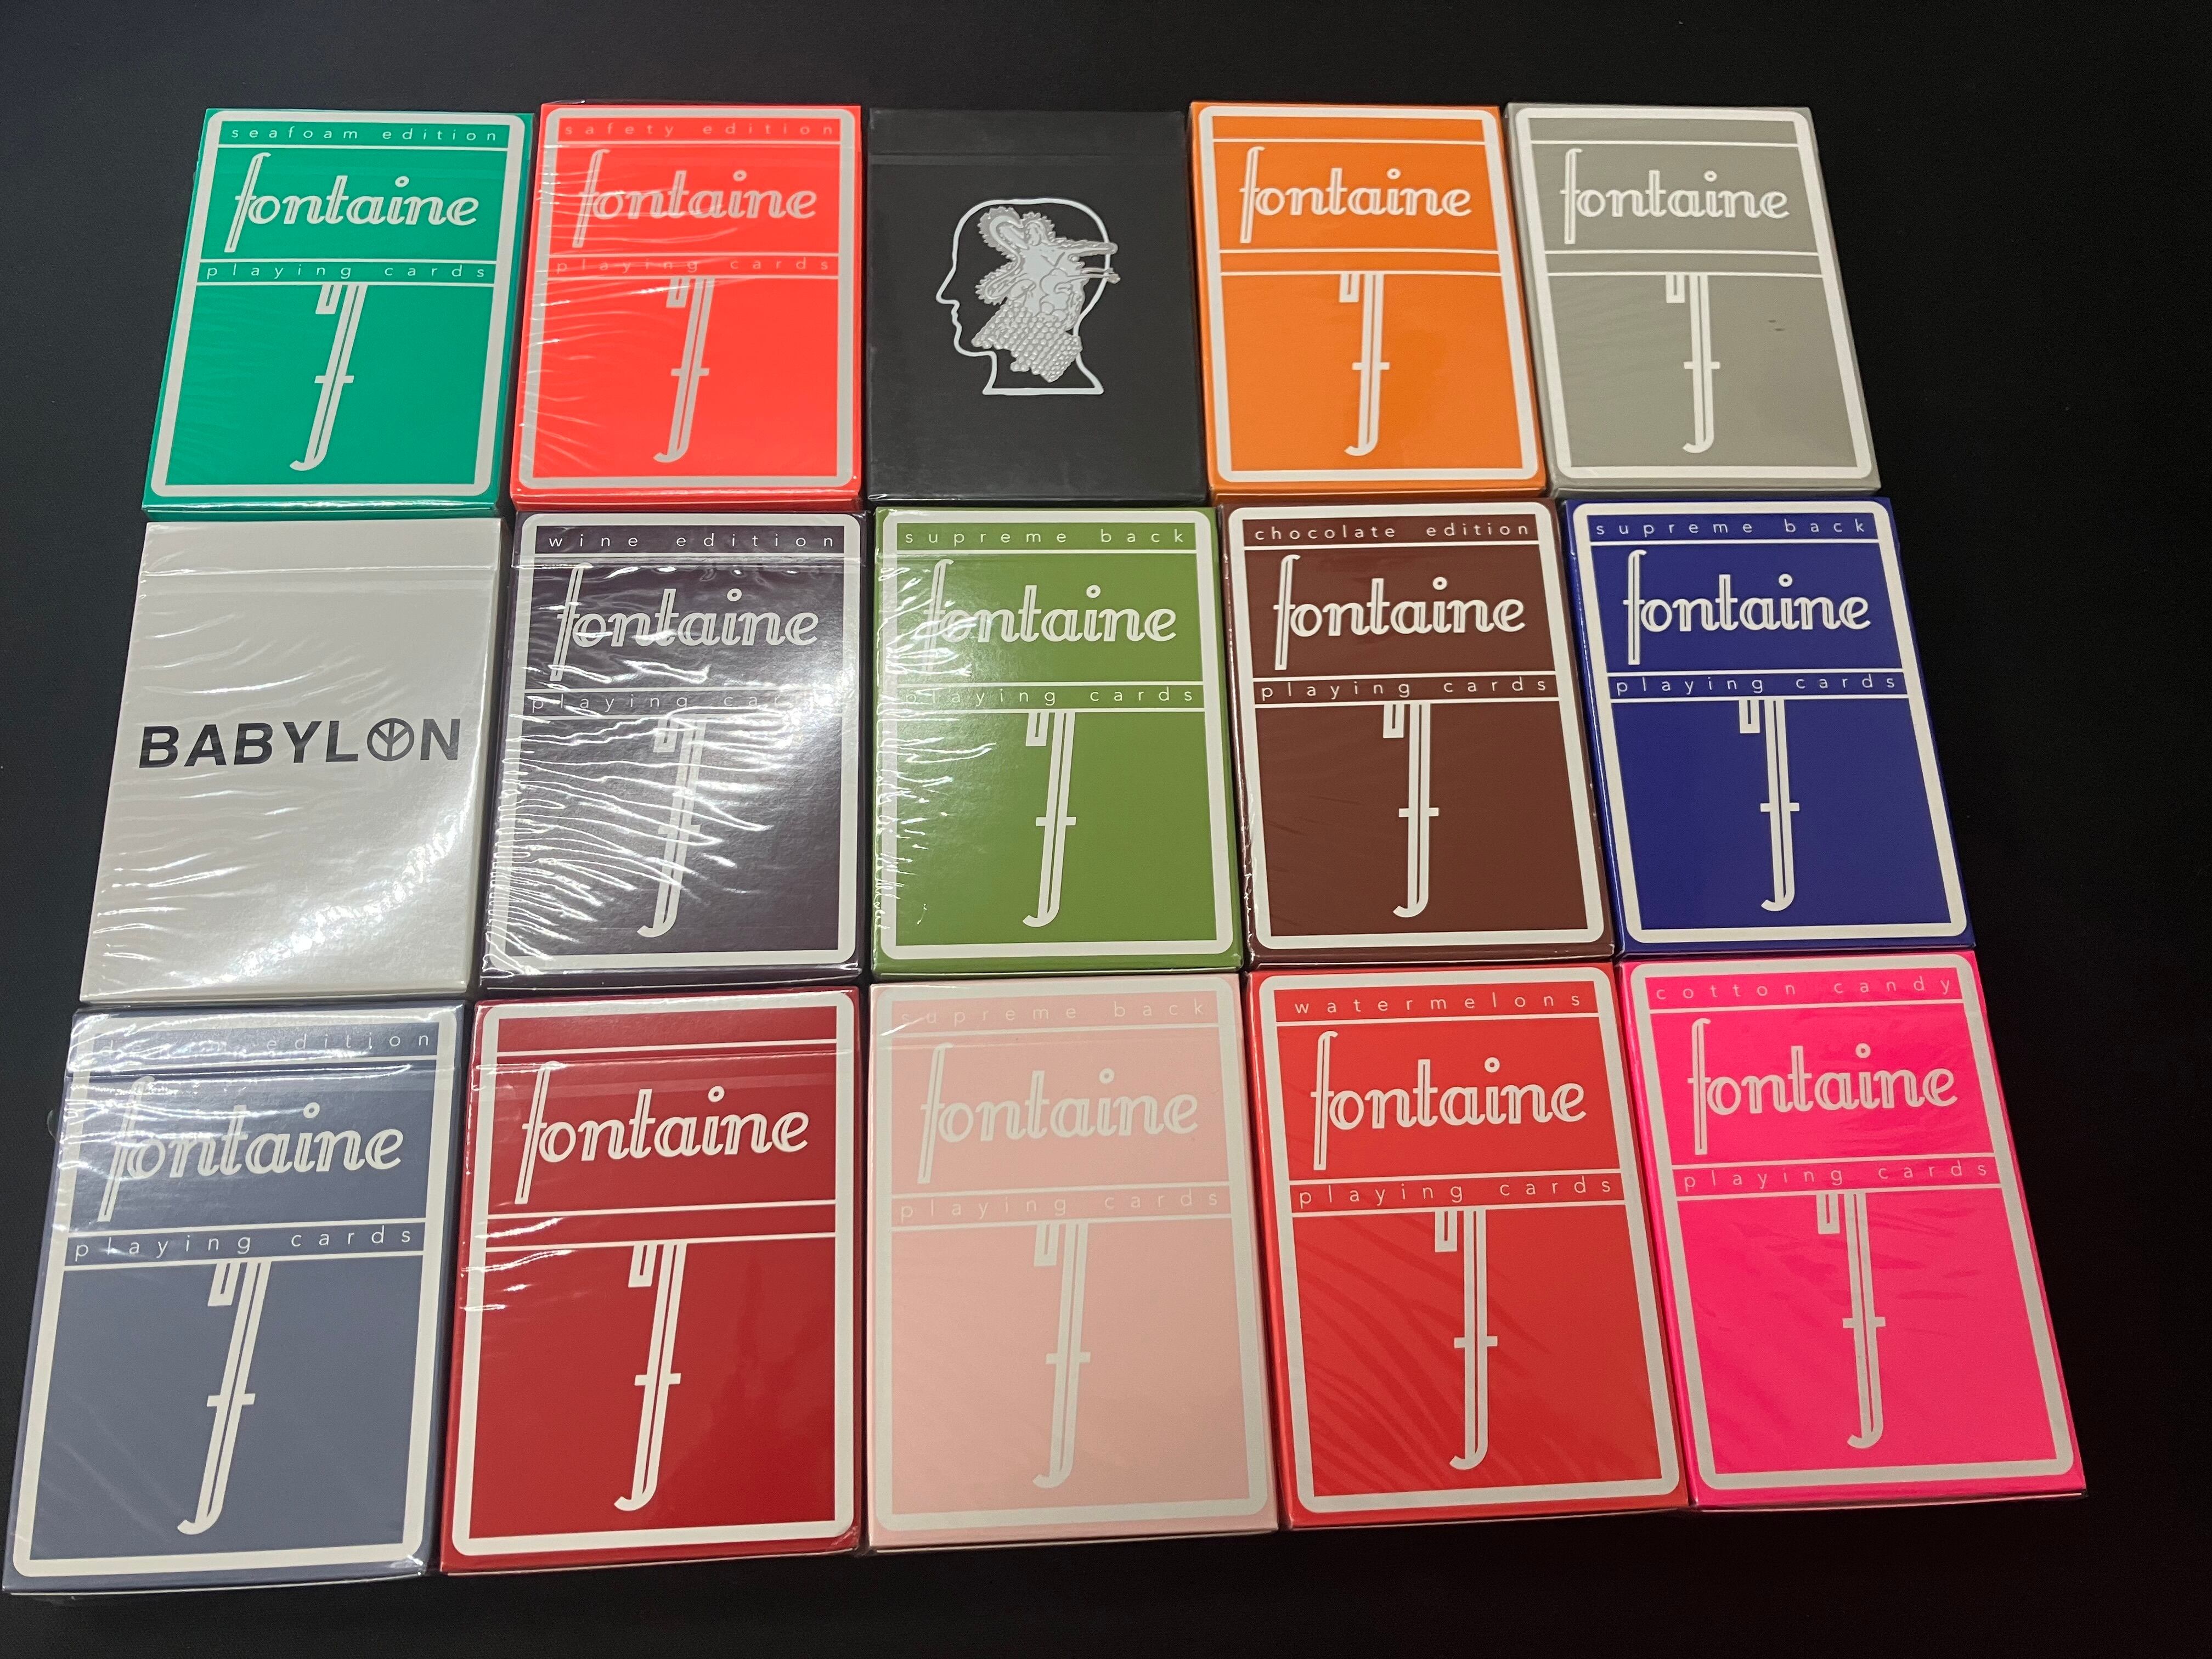 seafoam edition
fontaine
playing cards
safety edition
fontaine
playing cards
fontaine
fontaine
BABYLON
wine edition
fontaine
playing cards
supreme back
fontaine
playing cards
chocolate edition
fontaine
playing cards
supreme back
fontaine
playing cards
edition
fontaine
playing cards
fontaine
supreme back
fontaine
playing cards
watermelons
fontaine
playing cards
cotton candy
fontaine
playing cards